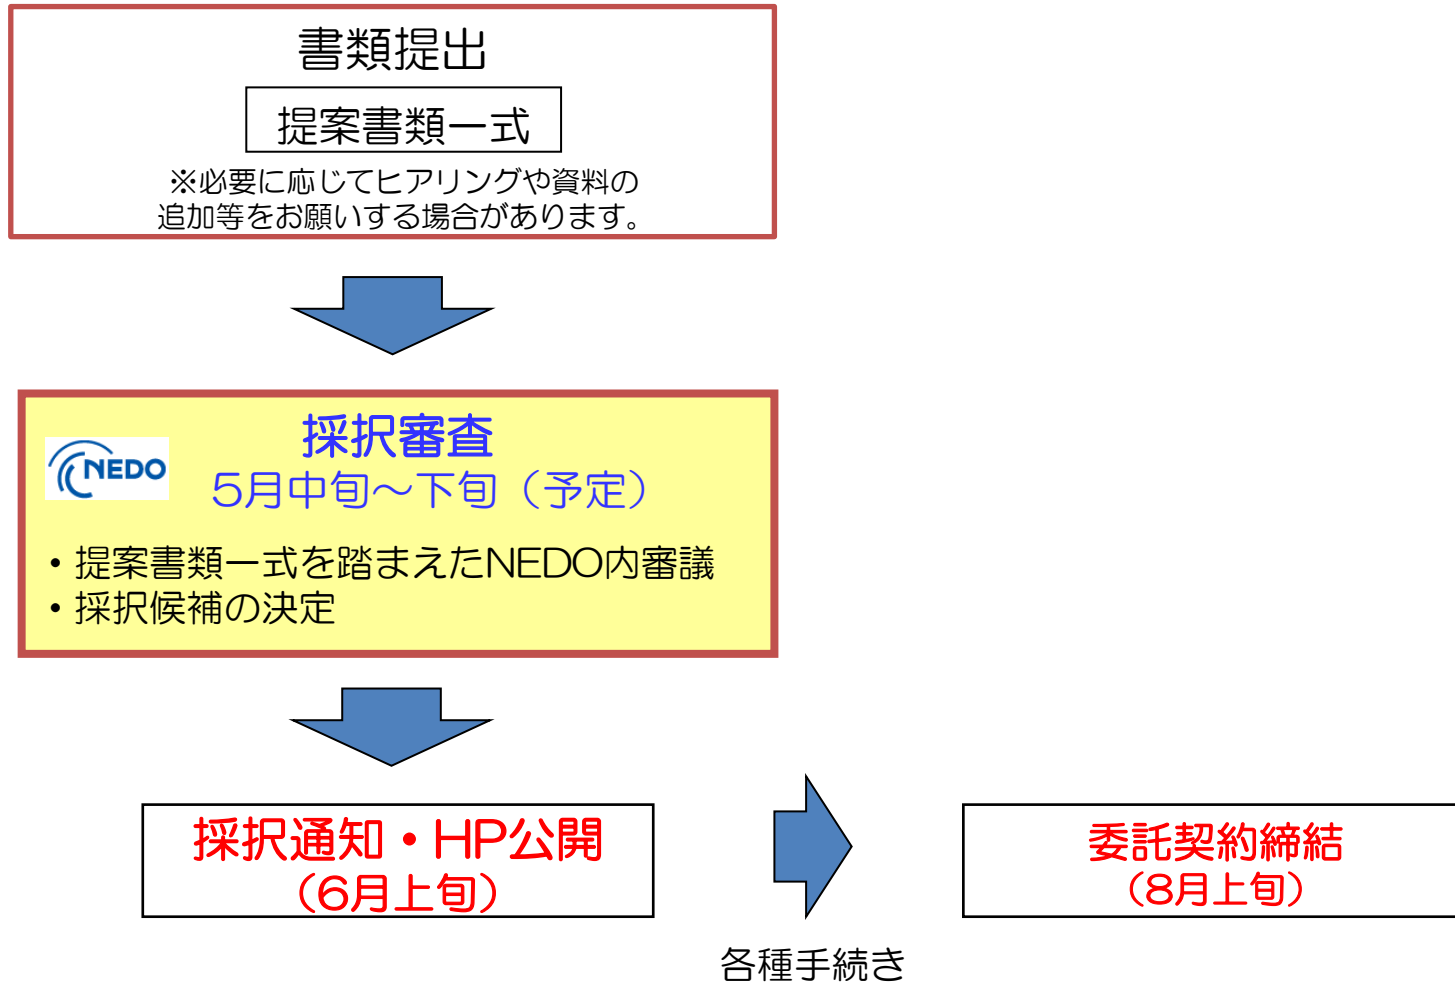 書類提出
提案書類一式
※必要に応じてヒアリングや資料の
追加等をお願いする場合があります。
NEDO
採択審査
5月中旬～下旬（予定）
・提案書類一式を踏まえたNEDO内審議
・採択候補の決定
採択通知・HP公開
（6月上旬）
各種手続き
委託契約締結
（8月上旬）